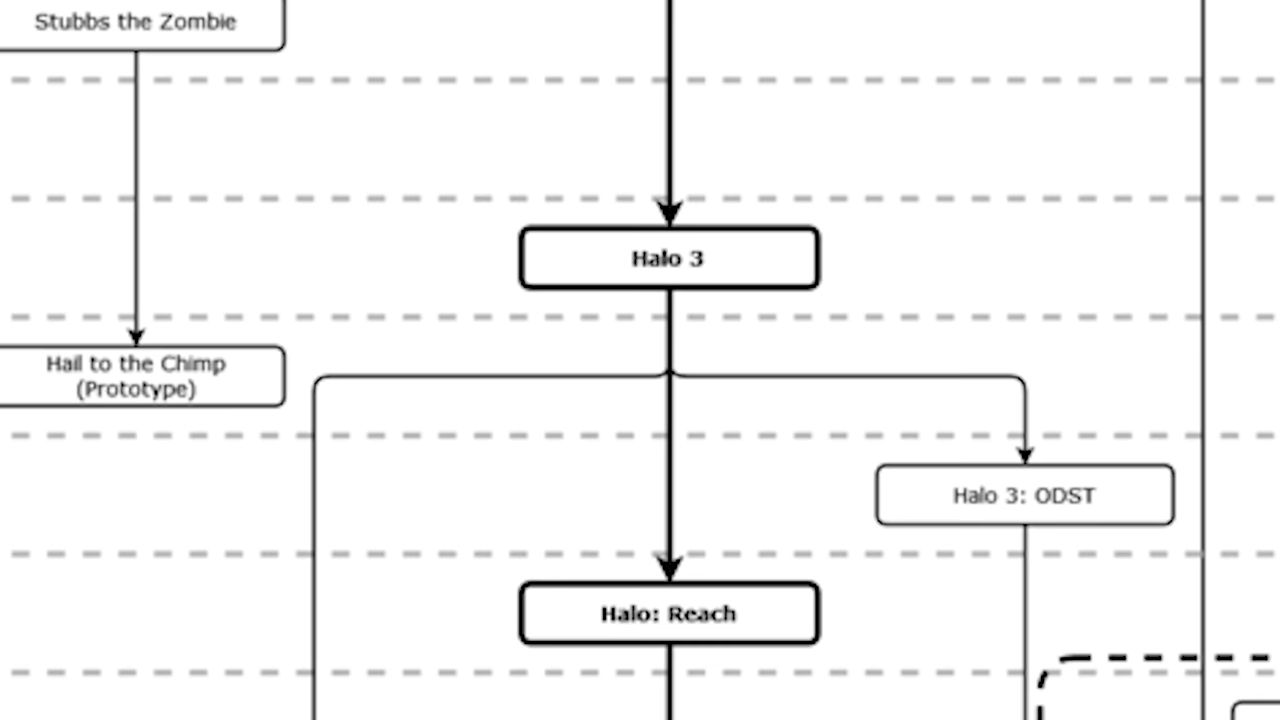 Stubbs the Zombie
Halo 3
Hail to the Chimp
(Prototype)
Halo 3: ODST
Halo: Reach